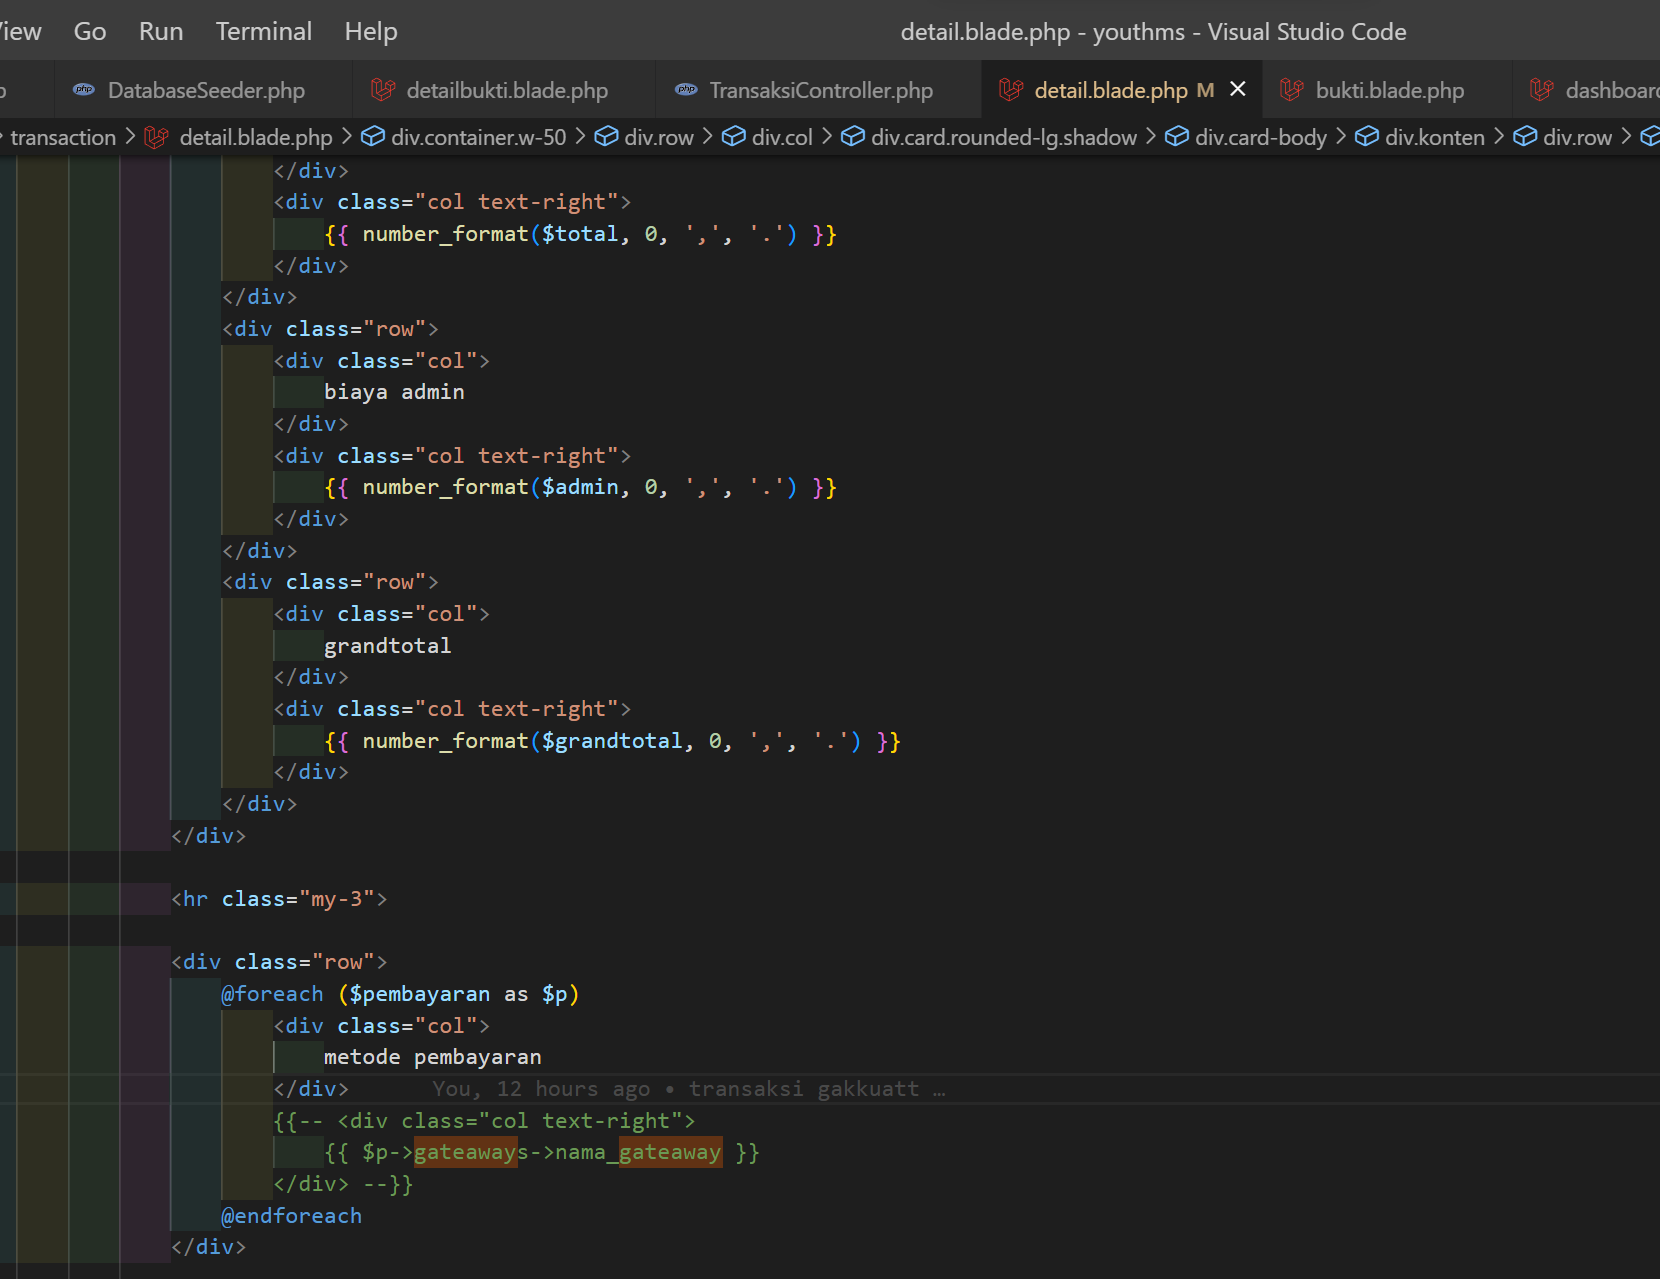 View Go Run Terminal Help detail.blade.php - youthms - Visual Studio Code
p DatabaseSeeder.php detailbukti.blade.php TransaksiController.php detail.blade.php M bukti.blade.php dashboard
transaction > detail.blade.php > div.container.w-50 > div.row > div.col > div.card.rounded-lg.shadow > div.card-body > div.konten > div.row >
</div>
<div class="col text-right">
{{ number_format($total, 0, ',', '.') }}
</div>
</div>
<div class="row">
<div class="col">
biaya admin
</div>
<div class="col text-right">
{{ number_format($admin, 0, ',', '.') }}
</div>
</div>
<div class="row">
<div class="col">
grandtotal
</div>
<div class="col text-right">
{{ number_format($grandtotal, 0, ',', '.') }}
</div>
</div>
</div>
<hr class="my-3">
<div class="row">
@foreach ($pembayaran as $p)
<div class="col">
metode pembayaran
</div> You, 12 hours ago • transaksi gakkuatt …
{{-- <div class="col text-right">
{{ $p->gateaways->nama_gateaway }}
</div> --}}
@endforeach
</div>